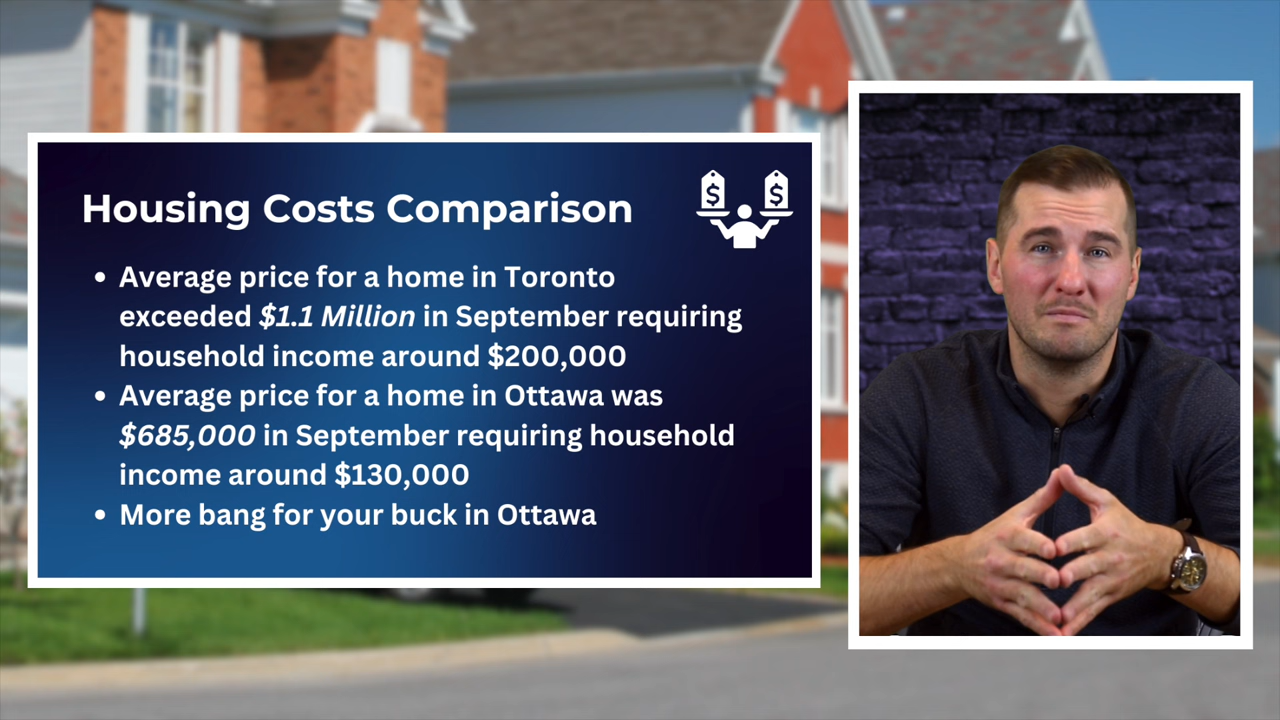 Housing Costs Comparison
$ $
• Average price for a home in Toronto
exceeded $1.1 Million in September requiring
household income around $200,000
• Average price for a home in Ottawa was
$685,000 in September requiring household
income around $130,000
• More bang for your buck in Ottawa